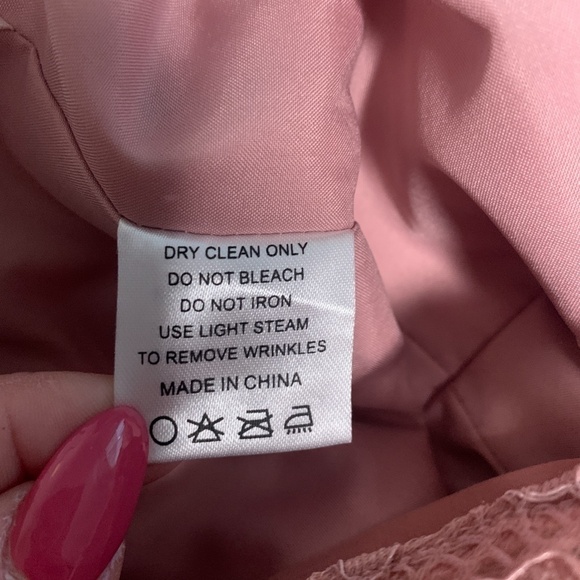 DRY CLEAN ONLY
DO NOT BLEACH
DO NOT IRON
USE LIGHT STEAM
TO REMOVE WRINKLES
MADE IN CHINA